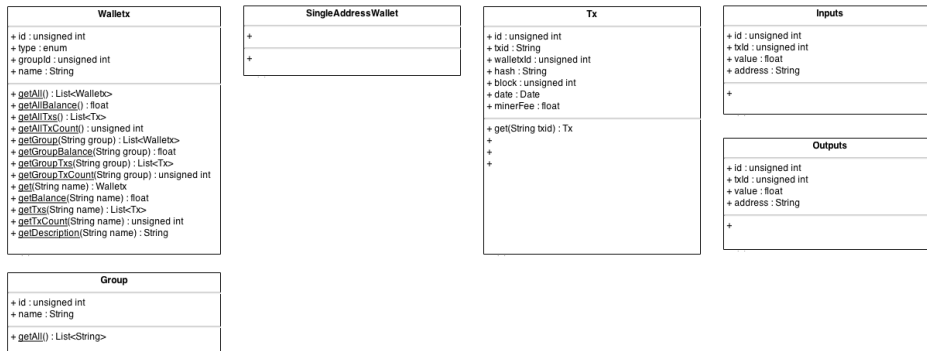 Walletx
+ id : unsigned int
+ type : enum
+ groupId : unsigned int
+ name : String
+ getAll() : List<Walletx>
+ getAllBalance() : float
+ getAllTxs() : List<Tx>
+ getAllTxCount() : unsigned int
+ getGroup(String group) : List<Walletx>
+ getGroupBalance(String group) : float
+ getGroupTxs(String group) : List<Tx>
+ getGroupTxCount(String group) : unsigned int
+ get(String name) : Walletx
+ getBalance(String name) : float
+ getTxs(String name) : List<Tx>
+ getTxCount(String name) : unsigned int
+ getDescription(String name) : String
SingleAddressWallet
+
+
Tx
+ id : unsigned int
+ txid : String
+ walletxId : unsigned int
+ hash : String
+ block : unsigned int
+ date : Date
+ minerFee : float
+ get(String txid) : Tx
+
+
+
Inputs
+ id : unsigned int
+ txId : unsigned int
+ value : float
+ address : String
+
Outputs
+ id : unsigned int
+ txId : unsigned int
+ value : float
+ address : String
+
Group
+ id : unsigned int
+ name : String
+ getAll() : List<String>